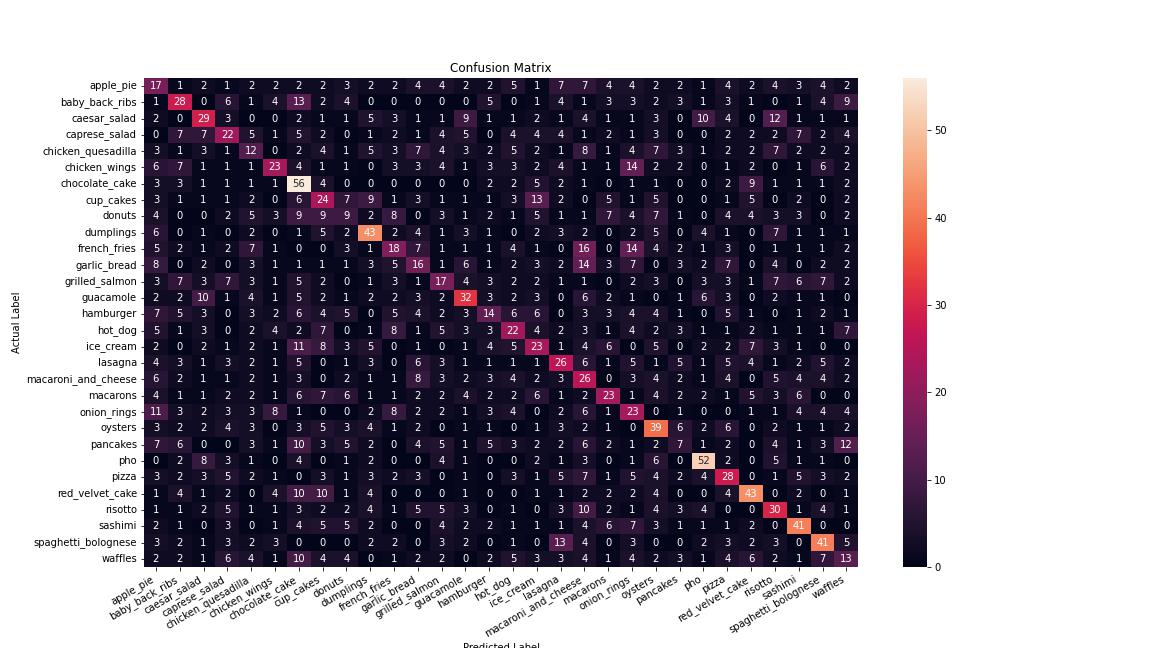 Confusion Matrix
apple_pie 17 1 2 1 2 2 2 2 3 2 2 4 4 2 2 5 1 7 7 4 4 2 2 1 4 2 4 3 4 2
baby_back_ribs 1 28 0 6 1 4 13 2 4 0 0 0 0 0 5 0 1 4 1 3 3 2 3 1 3 1 0 1 4 9
caesar_salad 2 0 29 3 0 0 2 1 1 5 3 1 1 9 1 1 2 1 4 1 1 3 0 10 4 0 12 1 1 1
caprese_salad 0 7 7 22 5 1 5 2 0 1 2 1 4 5 0 4 4 4 1 2 1 3 0 0 2 2 2 7 2 4
chicken_quesadilla 3 1 3 1 12 0 2 4 1 5 3 7 4 3 2 5 2 1 8 1 4 7 3 1 2 2 7 2 2 2
chicken_wings 6 7 1 1 1 23 4 1 1 0 3 3 4 1 3 3 2 4 1 1 14 2 2 0 1 2 0 1 6 2
chocolate_cake 3 3 1 1 1 1 56 4 0 0 0 0 0 0 2 2 5 2 1 0 1 1 0 2 2 9 1 1 1 2
cup_cakes 3 1 1 1 2 0 6 24 7 9 1 3 1 1 1 3 13 2 0 5 1 5 0 0 1 5 0 2 0 2
donuts 4 0 0 2 5 3 9 9 9 2 8 0 3 1 2 1 5 1 1 7 4 7 1 0 4 4 3 3 0 2
dumplings 6 0 1 0 2 0 1 5 2 43 2 4 1 3 1 0 2 3 2 0 2 5 0 4 1 0 7 1 1 1
french_fries 5 2 1 2 7 1 0 0 3 1 18 7 1 1 1 4 0 1 16 0 14 4 2 1 3 0 1 1 1 2
garlic_bread 8 0 2 0 3 1 1 1 1 3 5 16 1 6 1 2 3 2 14 3 7 0 3 2 7 0 4 0 2 2
grilled_salmon 3 7 3 7 3 1 5 2 0 1 3 1 17 4 3 2 2 1 1 0 2 3 0 3 3 1 7 6 7 2
guacamole 2 2 10 1 4 1 5 2 1 2 2 3 2 32 3 2 3 0 6 2 1 0 1 6 3 0 2 1 1 0
hamburger 7 5 3 0 3 2 6 4 5 0 5 4 2 3 14 6 6 0 3 3 4 4 1 0 5 1 0 1 2 1
hot_dog 5 1 3 0 2 4 2 7 0 1 8 1 5 3 3 22 4 2 3 1 4 2 3 1 1 2 1 1 1 7
ice_cream 2 0 2 1 2 1 11 8 3 5 0 1 0 1 4 5 23 1 4 6 0 5 0 2 2 7 3 1 0 0
lasagna 4 3 1 3 2 1 5 0 1 3 0 6 3 1 2 1 1 26 6 1 5 1 5 1 5 4 1 2 5 2
macaroni_and_cheese 6 2 1 1 2 1 3 0 2 1 1 8 2 3 3 4 2 3 26 0 3 4 2 1 4 0 5 4 4 2
macarons 4 1 1 2 1 2 6 7 6 1 1 2 2 4 2 2 6 1 2 23 1 2 2 1 3 5 3 6 0 0
onion_rings 11 3 2 3 3 8 1 0 0 0 8 2 2 1 3 4 0 2 6 1 23 0 1 0 0 1 1 4 4 4
oysters 3 2 2 4 3 0 3 5 3 4 1 2 0 1 1 0 1 1 2 1 0 39 6 2 6 0 2 1 1 2
pancakes 7 6 0 0 3 1 10 3 5 2 0 4 5 1 5 3 2 2 6 2 1 2 7 1 2 0 4 1 3 12
pho 0 2 8 3 1 0 4 0 1 2 0 0 4 1 0 0 2 1 3 0 1 6 0 52 2 0 5 1 1 0
pizza 3 2 3 5 2 1 0 3 1 3 2 3 0 0 0 3 1 5 7 1 5 4 2 4 28 0 1 5 3 2
red_velvet_cake 1 4 1 2 0 4 10 10 1 4 0 0 0 1 0 1 1 1 2 2 2 4 0 0 4 43 0 2 0 1
risotto 1 1 2 5 1 1 3 2 2 4 1 5 5 3 0 1 2 3 10 2 1 4 3 4 0 0 30 1 4 1
sashimi 2 1 0 3 0 1 4 5 5 2 0 0 4 2 2 1 1 1 4 6 7 3 1 1 1 2 0 41 1 0
spaghetti_bolognese 3 2 1 3 2 3 0 0 0 2 0 2 3 2 0 1 0 13 4 0 3 0 0 2 3 2 3 0 41 5
waffles 2 2 1 6 4 1 10 4 4 0 1 2 2 0 2 5 3 3 4 1 4 2 3 1 4 6 2 1 7 13
50
40
30
20
10
0
Actual Label
apple_pie baby_back_ribs caesar_salad caprese_salad chicken_quesadilla chicken_wings chocolate_cake cup_cakes donuts dumplings french_fries garlic_bread grilled_salmon guacamole hamburger hot_dog ice_cream lasagna macaroni_and_cheese macarons onion_rings oysters pancakes pho pizza red_velvet_cake risotto sashimi spaghetti_bolognese waffles
Predicted Label